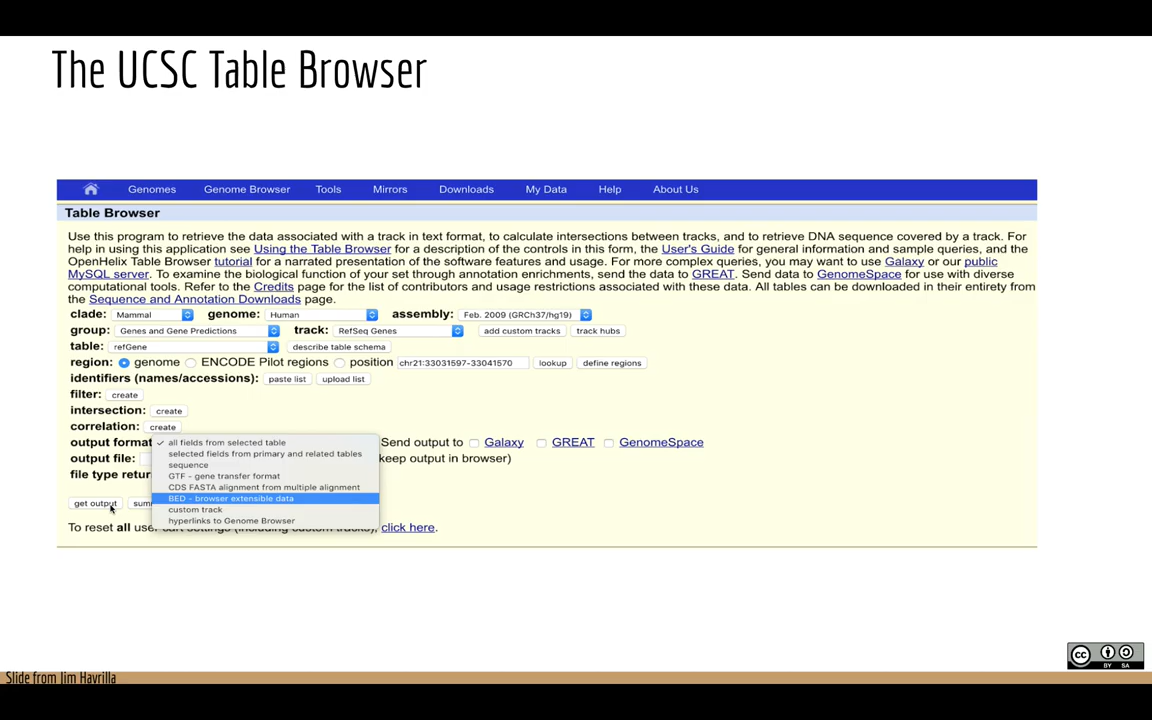 The UCSC Table Browser
Genomes Genome Browser Tools Mirrors Downloads My Data Help About Us
Table Browser
Use this program to retrieve the data associated with a track in text format, to calculate intersections between tracks, and to retrieve DNA sequence covered by a track. For
help in using this application see Using the Table Browser for a description of the controls in this form, the User's Guide for general information and sample queries, and the
OpenHelix Table Browser tutorial for a narrated presentation of the software features and usage. For more complex queries, you may want to use Galaxy or our public
MySQL server. To examine the biological function of your set through annotation enrichments, send the data to GREAT. Send data to GenomeSpace for use with diverse
computational tools. Refer to the Credits page for the list of contributors and usage restrictions associated with these data. All tables can be downloaded in their entirety from
the Sequence and Annotation Downloads page.
clade: Mammal genome: Human assembly: Feb. 2009 (GRCh37/hg19)
group: Genes and Gene Predictions track: RefSeq Genes add custom tracks track hubs
table: refGene describe table schema
region: genome ENCODE Pilot regions position chr21:33031597-33041570 lookup define regions
identifiers (names/accessions): paste list upload list
filter: create
intersection: create
correlation: create
output format all fields from selected table Send output to Galaxy GREAT GenomeSpace
selected fields from primary and related tables
output file: keep output in browser)
sequence
file type retur GTF - gene transfer format
CDS FASTA alignment from multiple alignment
BED - browser extensible data
get output sum
custom track
hyperlinks to Genome Browser
To reset all user cart settings (including custom tracks), click here.
CC BY SA
Slide from Jim Havrilla